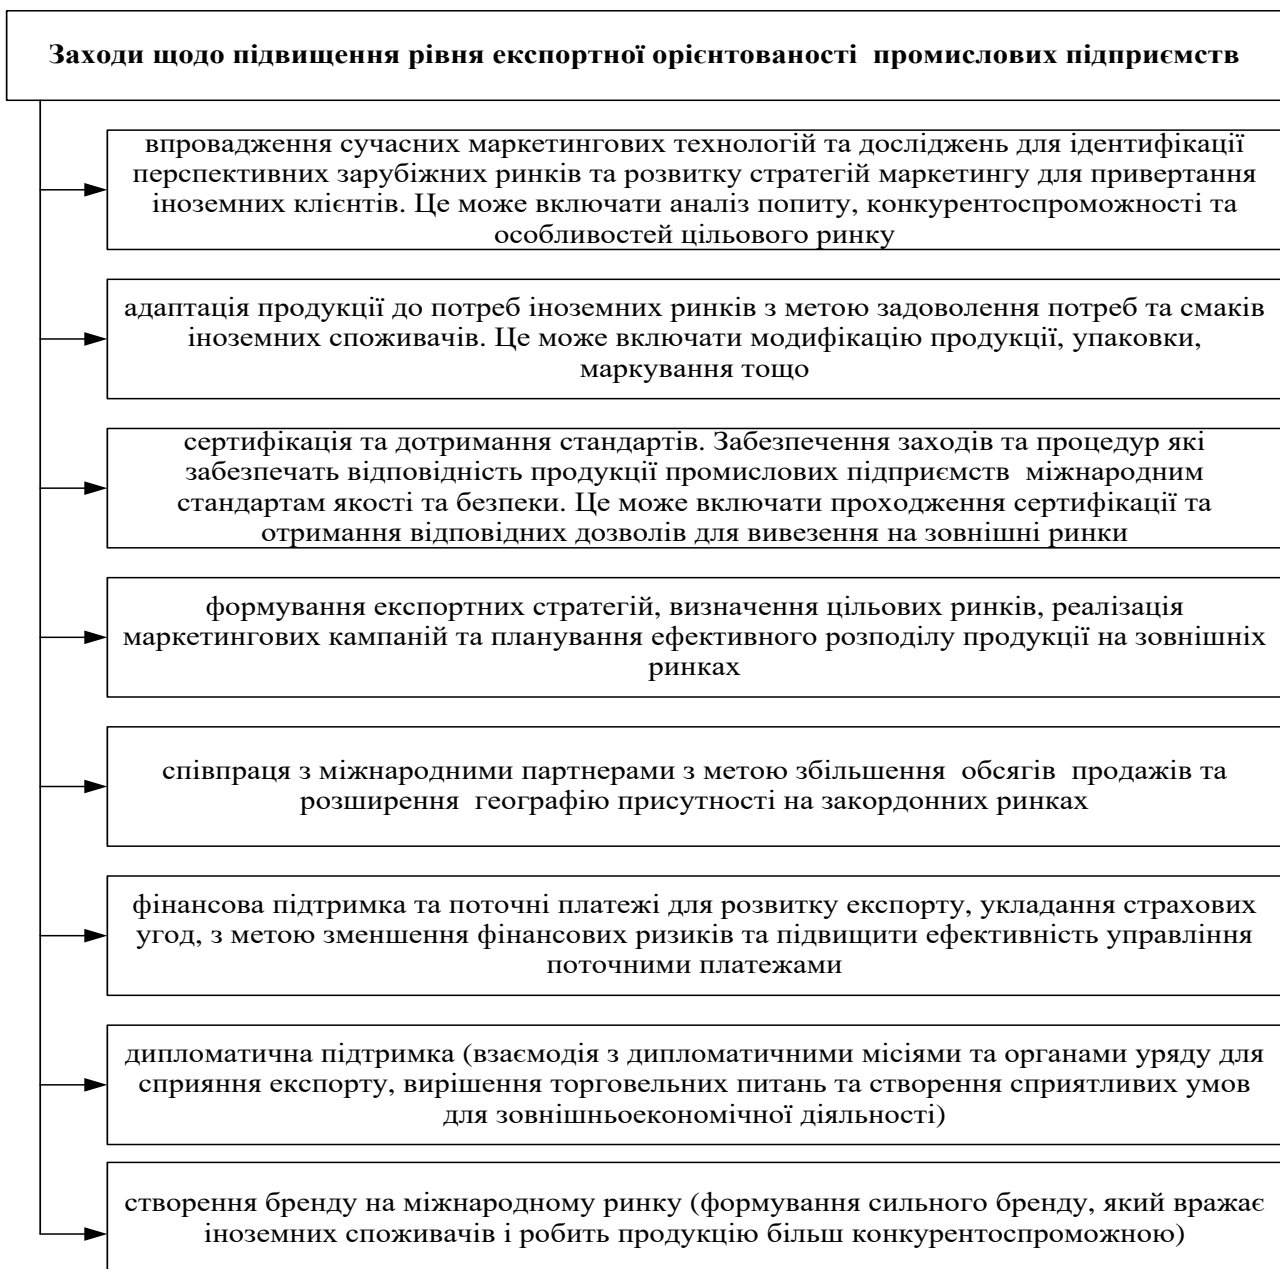 Заходи щодо підвищення рівня експортної орієнтованості  промислових підприємств
впровадження сучасних маркетингових технологій та досліджень для ідентифікації
перспективних зарубіжних ринків та розвитку стратегій маркетингу для привертання
іноземних клієнтів. Це може включати аналіз попиту, конкурентоспроможності та
особливостей цільового ринку
адаптація продукції до потреб іноземних ринків з метою задоволення потреб та смаків
іноземних споживачів. Це може включати модифікацію продукції, упаковки,
маркування тощо
сертифікація та дотримання стандартів. Забезпечення заходів та процедур які
забезпечать відповідність продукції промислових підприємств  міжнародним
стандартам якості та безпеки. Це може включати проходження сертифікації та
отримання відповідних дозволів для вивезення на зовнішні ринки
формування експортних стратегій, визначення цільових ринків, реалізація
маркетингових кампаній та планування ефективного розподілу продукції на зовнішніх
ринках
співпраця з міжнародними партнерами з метою збільшення  обсягів  продажів та
розширення  географію присутності на закордонних ринках
фінансова підтримка та поточні платежі для розвитку експорту, укладання страхових
угод, з метою зменшення фінансових ризиків та підвищити ефективність управління
поточними платежами
дипломатична підтримка (взаємодія з дипломатичними місіями та органами уряду для
сприяння експорту, вирішення торговельних питань та створення сприятливих умов
для зовнішньоекономічної діяльності)
створення бренду на міжнародному ринку (формування сильного бренду, який вражає
іноземних споживачів і робить продукцію більш конкурентоспроможною)